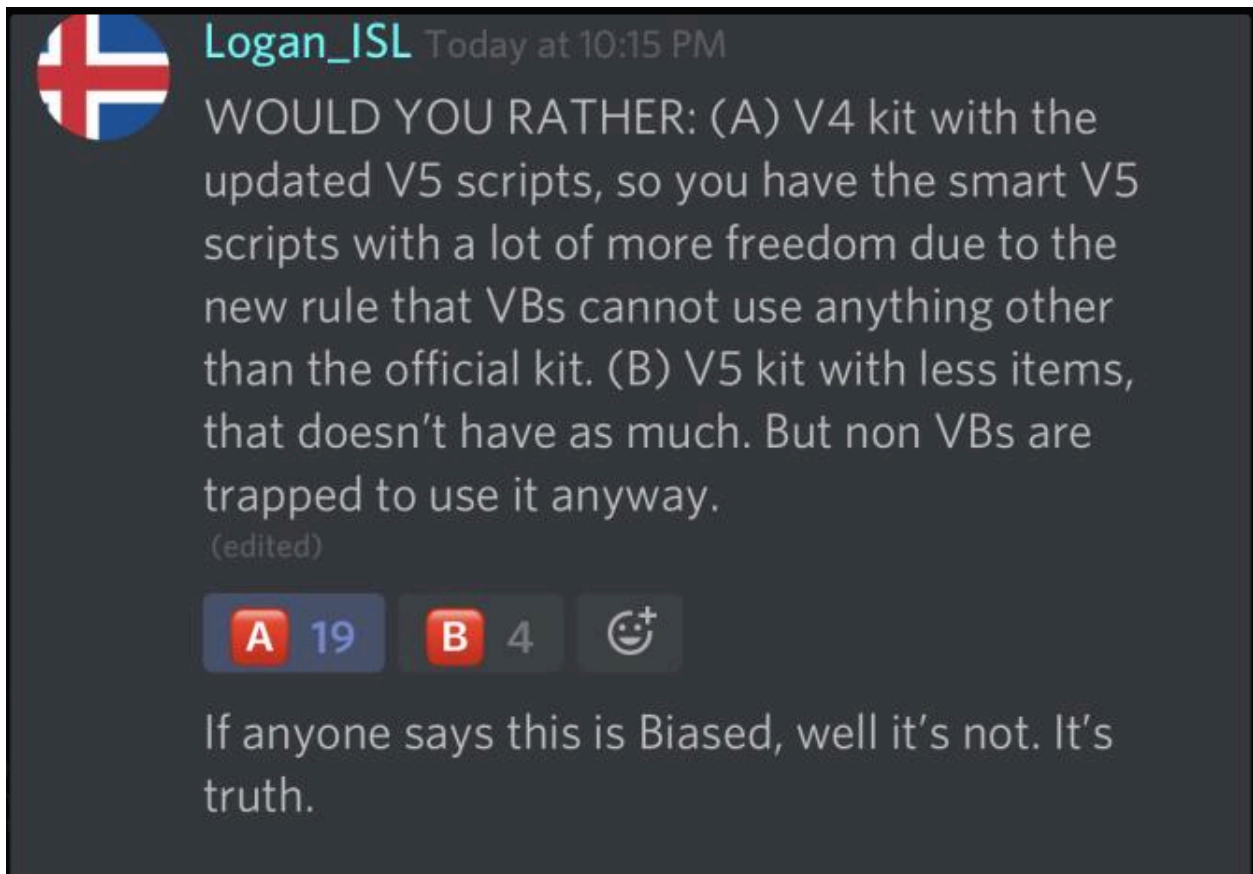 Logan_ISL Today at 10:15 PM
WOULD YOU RATHER: (A) V4 kit with the
updated V5 scripts, so you have the smart V5
scripts with a lot of more freedom due to the
new rule that VBs cannot use anything other
than the official kit. (B) V5 kit with less items,
that doesn't have as much. But non VBs are
trapped to use it anyway.
(edited)
A 19 B 4
If anyone says this is Biased, well it's not. It's
truth.